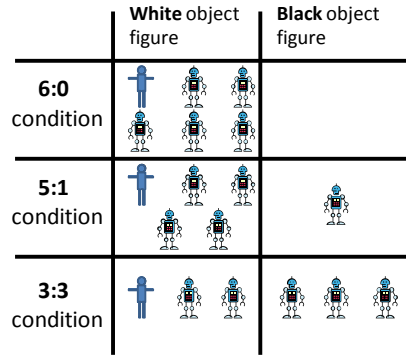 White object
figure
Black object
figure
6:0
condition
5:1
condition
3:3
condition